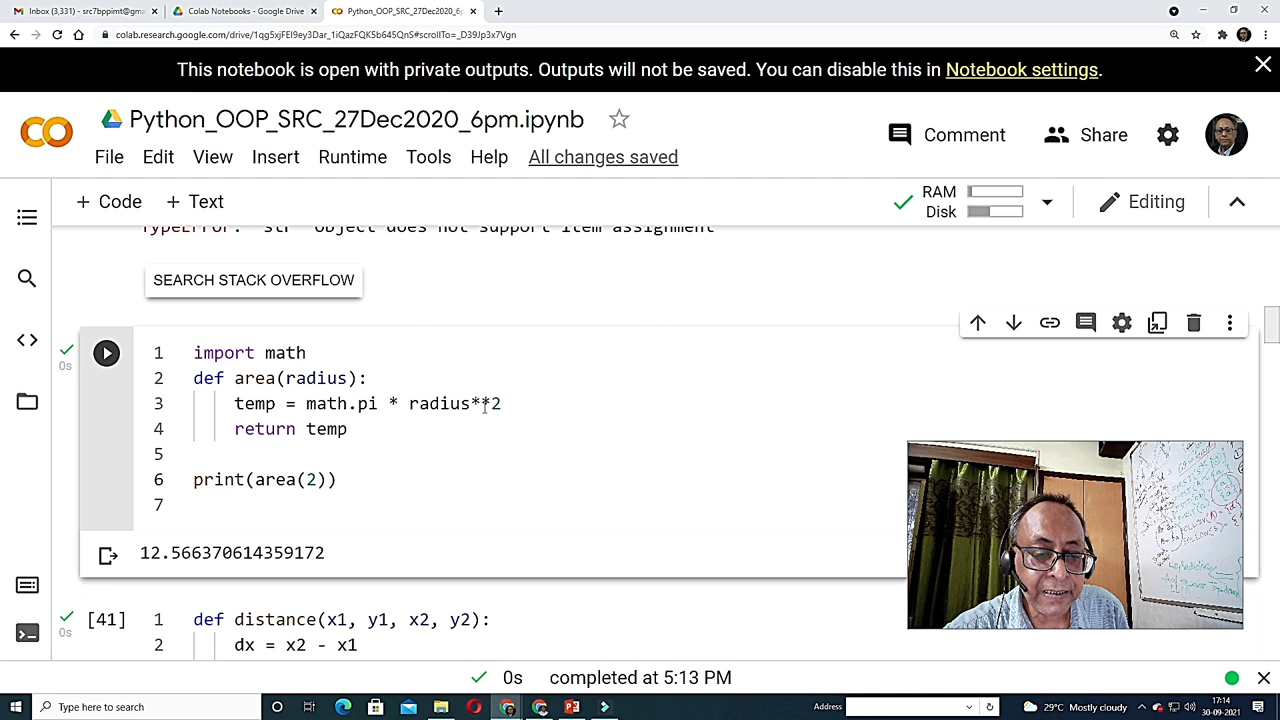 Inbox (3,331) - src7bppimt@gma
Colab Notebooks - Google Drive
Python_OOP_SRC_27Dec2020_6p
colab.research.google.com/drive/1qg5xjFEI9ey3Dar_1iQazFQK5b645QnS#scrollTo=_D39Jp3x7Vgn
This notebook is open with private outputs. Outputs will not be saved. You can disable this in Notebook settings.
Python_OOP_SRC_27Dec2020_6pm.ipynb
Comment
Share
File Edit View Insert Runtime Tools Help All changes saved
+ Code + Text
RAM
Disk
Editing
TypeError: 'str' object does not support item assignment
SEARCH STACK OVERFLOW
0s
1 import math
2 def area(radius):
3 temp = math.pi * radius**2
4 return temp
5
6 print(area(2))
7
12.566370614359172
0s
[41] 1 def distance(x1, y1, x2, y2):
2 dx = x2 - x1
0s completed at 5:13 PM
Type here to search
Address
29°C Mostly cloudy
17:14
30-09-2021